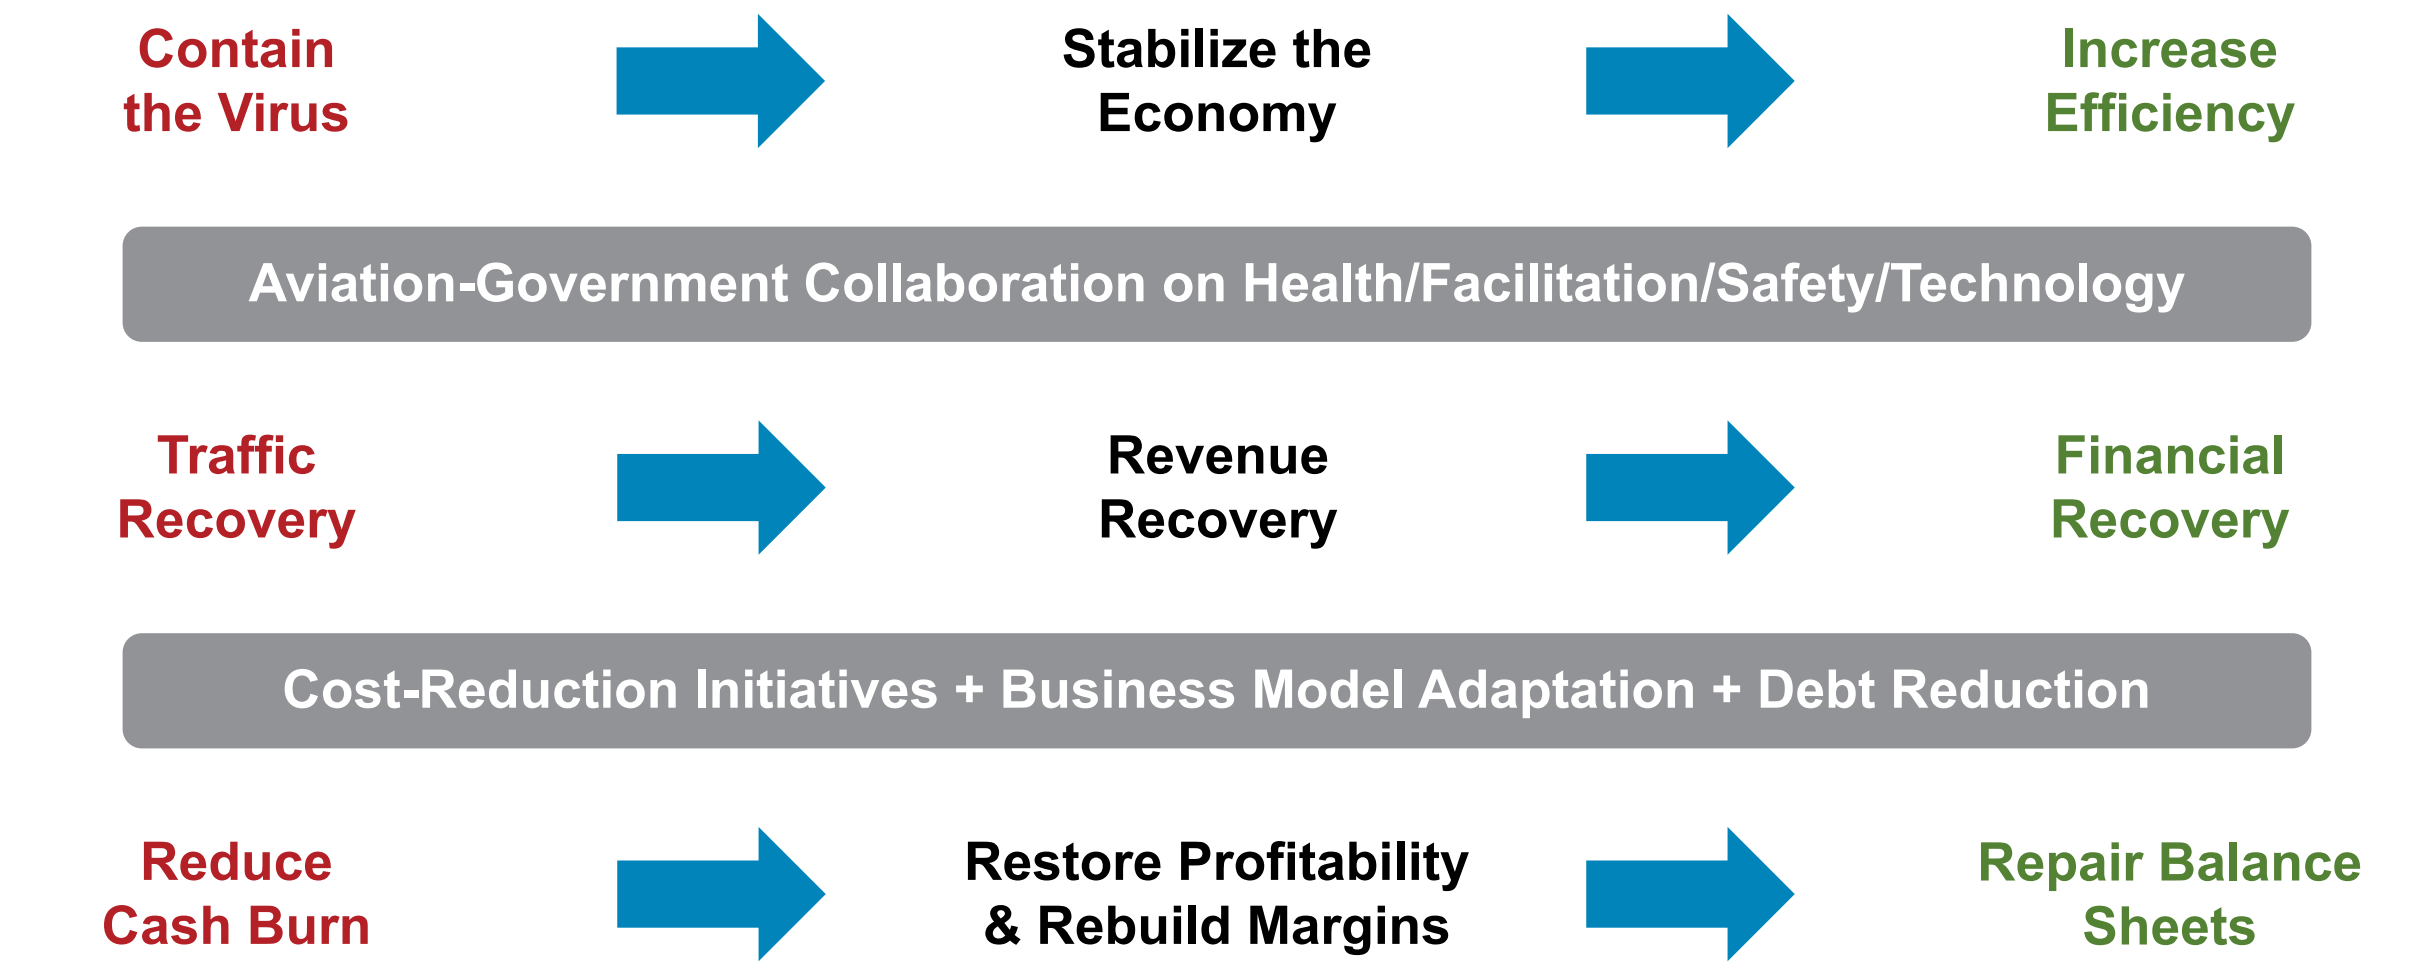 Contain
the Virus
Stabilize the
Economy
Increase
Efficiency
Aviation-Government Collaboration on Health/Facilitation/Safety/Technology
Traffic
Recovery
Revenue
Recovery
Financial
Recovery
Cost-Reduction Initiatives + Business Model Adaptation + Debt Reduction
Reduce
Cash Burn
Restore Profitability
& Rebuild Margins
Repair Balance
Sheets